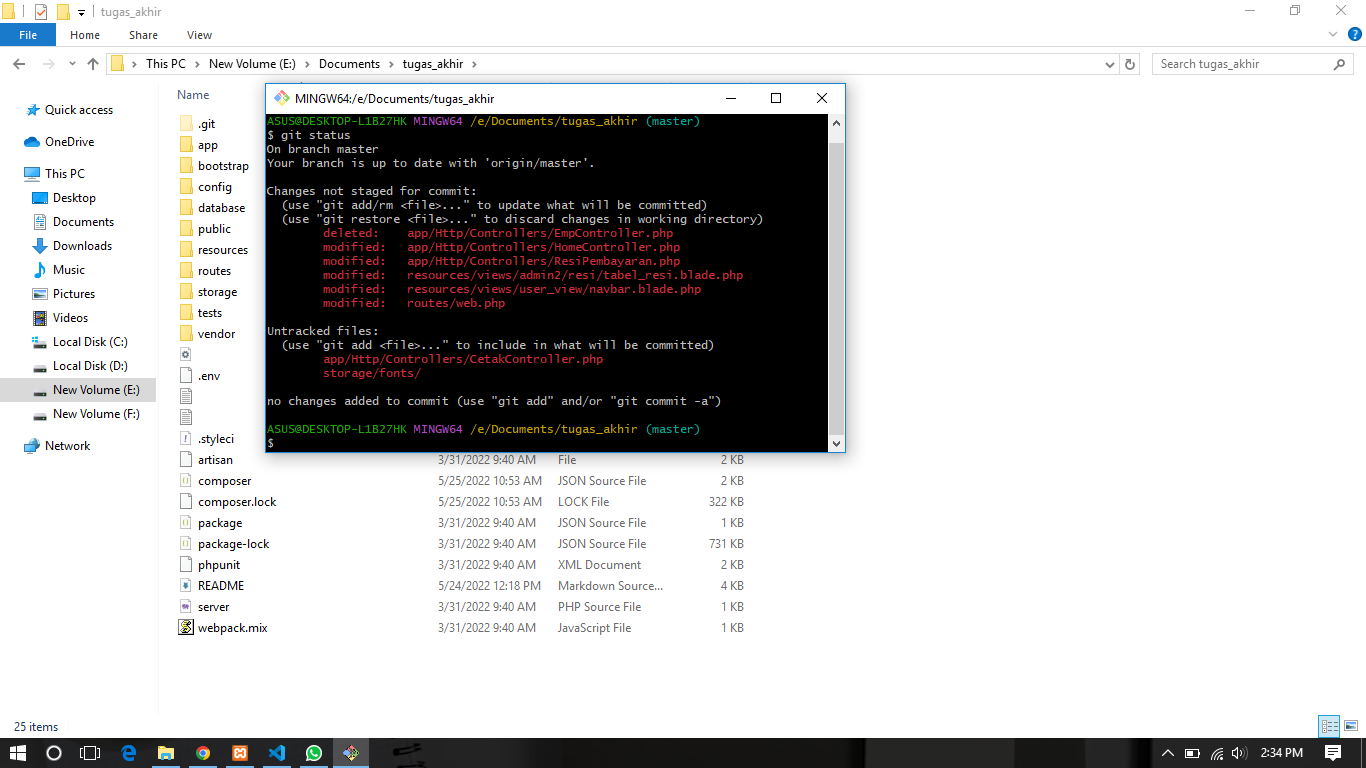 tugas_akhir
File Home Share View
This PC New Volume (E:) Documents tugas_akhir
Search tugas_akhir
Quick access
OneDrive
This PC
Desktop
Documents
Downloads
Music
Pictures
Videos
Local Disk (C:)
Local Disk (D:)
New Volume (E:)
New Volume (F:)
Network
Name
.git
app
bootstrap
config
database
public
resources
routes
storage
tests
vendor
.env
.styleci
artisan 3/31/2022 9:40 AM File 2 KB
composer 5/25/2022 10:53 AM JSON Source File 2 KB
composer.lock 5/25/2022 10:53 AM LOCK File 322 KB
package 3/31/2022 9:40 AM JSON Source File 1 KB
package-lock 3/31/2022 9:40 AM JSON Source File 731 KB
phpunit 3/31/2022 9:40 AM XML Document 2 KB
README 5/24/2022 12:18 PM Markdown Source... 4 KB
server 3/31/2022 9:40 AM PHP Source File 1 KB
webpack.mix 3/31/2022 9:40 AM JavaScript File 1 KB
MINGW64:/e/Documents/tugas_akhir
ASUS@DESKTOP-L1B27HK MINGW64 /e/Documents/tugas_akhir (master)
$ git status
On branch master
Your branch is up to date with 'origin/master'.
Changes not staged for commit:
(use "git add/rm <file>..." to update what will be committed)
(use "git restore <file>..." to discard changes in working directory)
deleted: app/Http/Controllers/EmpController.php
modified: app/Http/Controllers/HomeController.php
modified: app/Http/Controllers/ResiPembayaran.php
modified: resources/views/admin2/resi/tabel_resi.blade.php
modified: resources/views/user_view/navbar.blade.php
modified: routes/web.php
Untracked files:
(use "git add <file>..." to include in what will be committed)
app/Http/Controllers/CetakController.php
storage/fonts/
no changes added to commit (use "git add" and/or "git commit -a")
ASUS@DESKTOP-L1B27HK MINGW64 /e/Documents/tugas_akhir (master)
$
25 items
2:34 PM